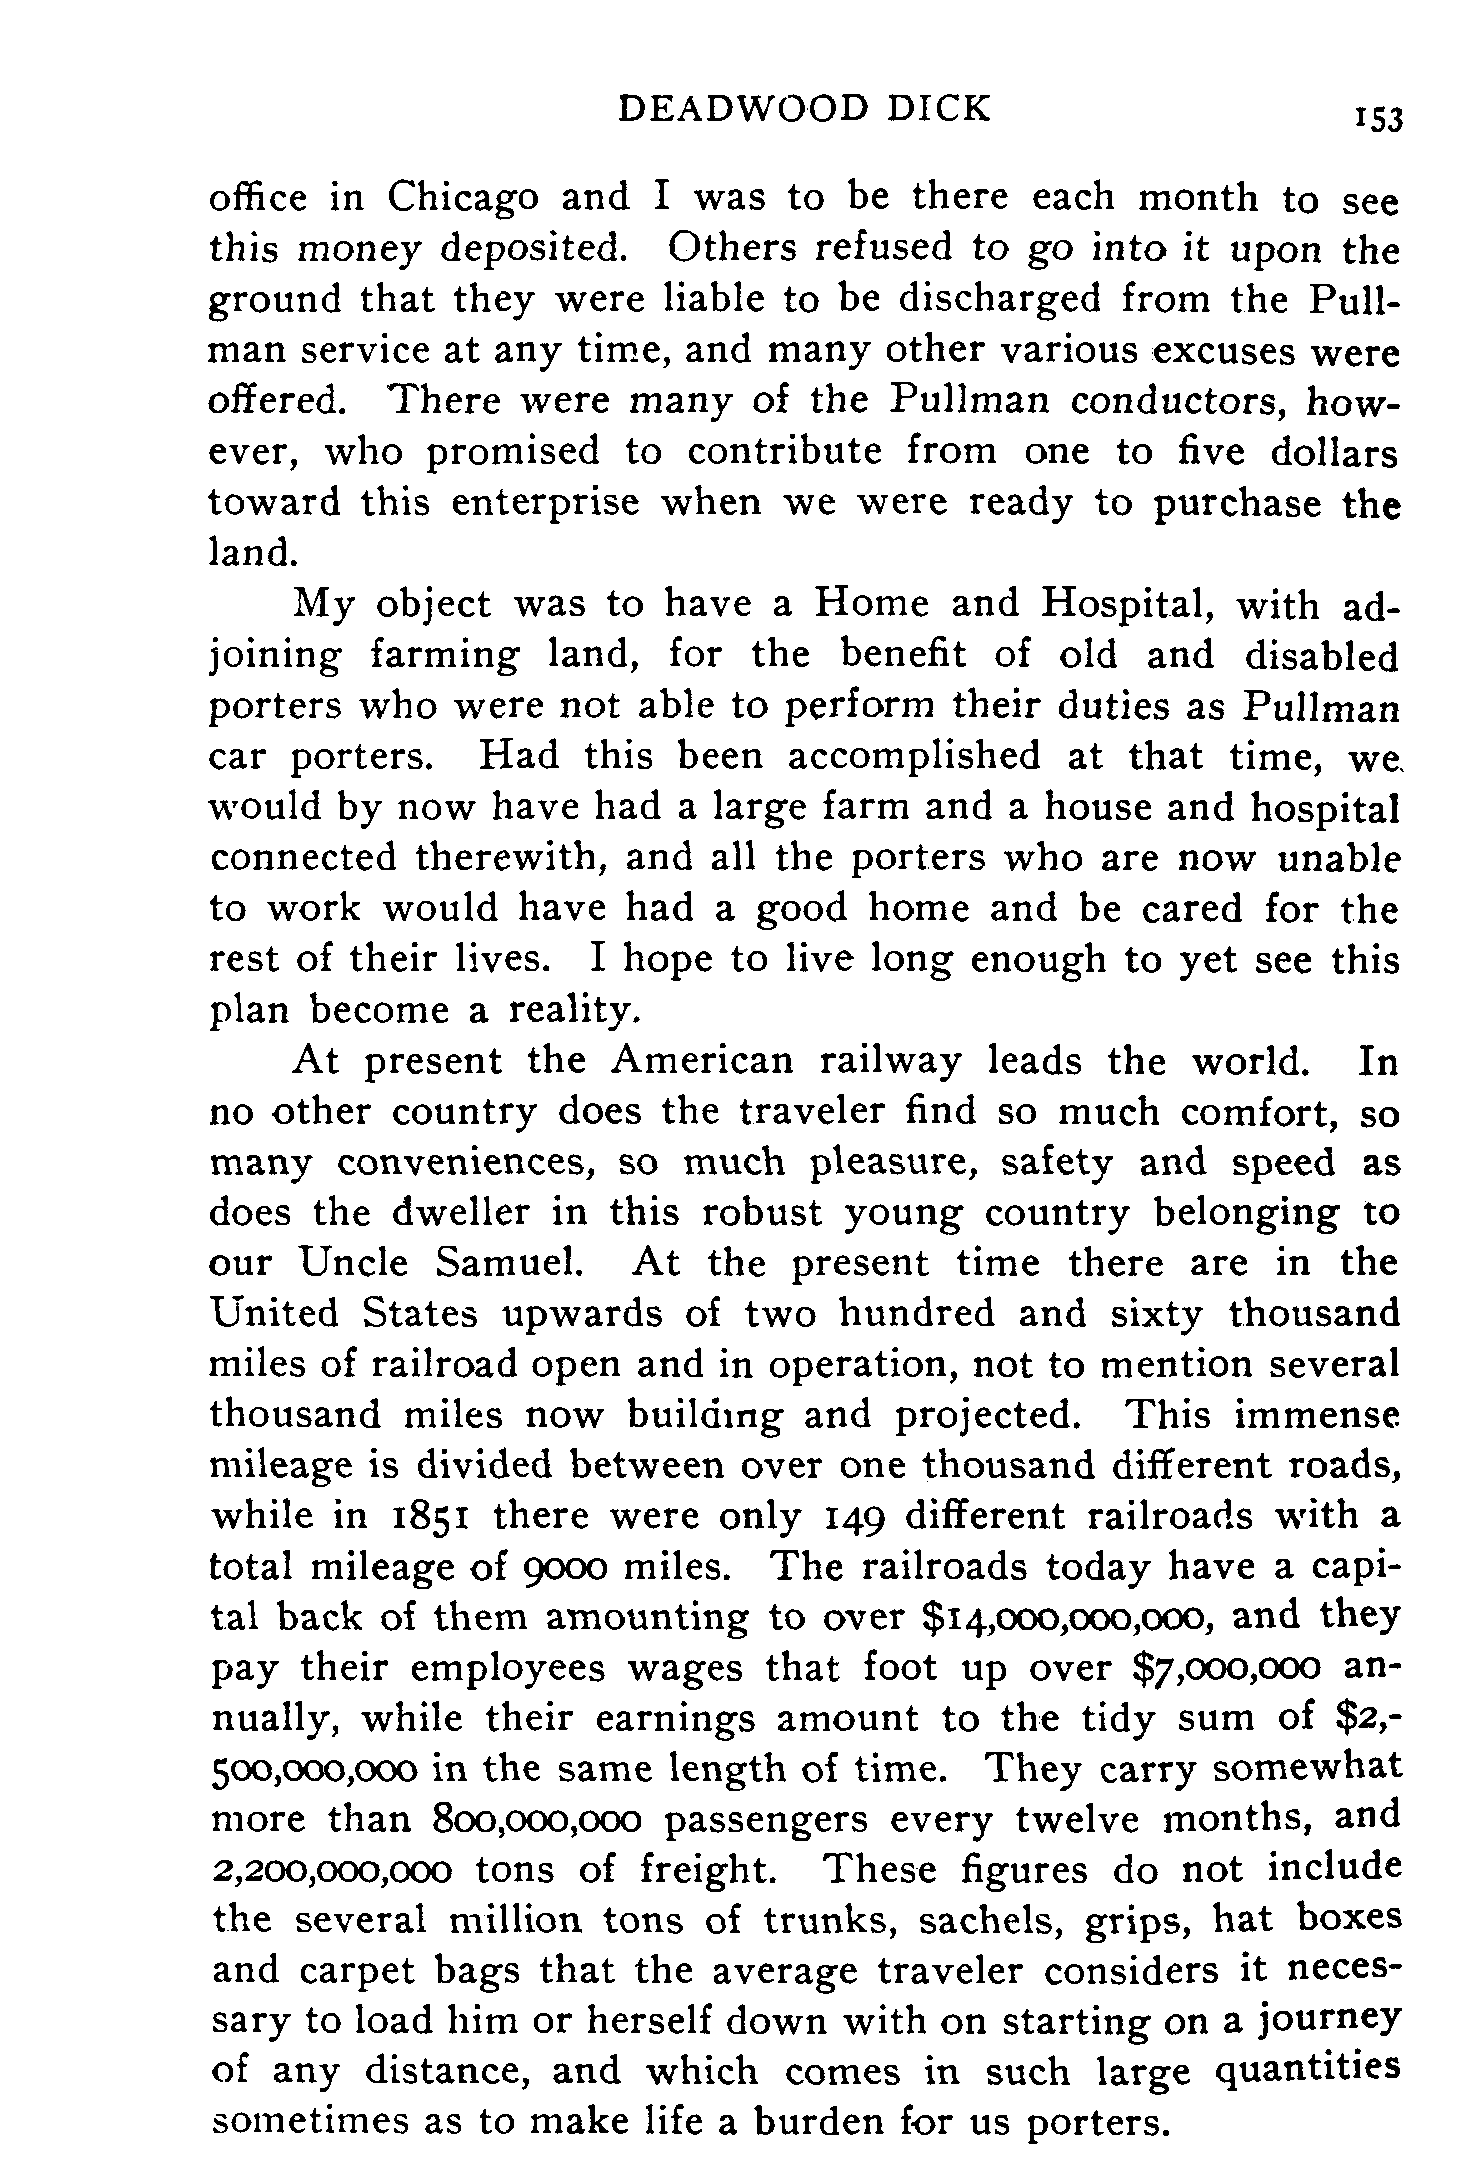 DEADWOOD DICK 153
office in Chicago and I was to be there each month to see
this money deposited. Others refused to go into it upon the
ground that they were liable to be discharged from the Pull-
man service at any time, and many other various excuses were
offered. There were many of the Pullman conductors, how-
ever, who promised to contribute from one to five dollars
toward this enterprise when we were ready to purchase the
land.
My object was to have a Home and Hospital, with ad-
joining farming land, for the benefit of old and disabled
porters who were not able to perform their duties as Pullman
car porters. Had this been accomplished at that time, we
would by now have had a large farm and a house and hospital
connected therewith, and all the porters who are now unable
to work would have had a good home and be cared for the
rest of their lives. I hope to live long enough to yet see this
plan become a reality.
At present the American railway leads the world. In
no other country does the traveler find so much comfort, so
many conveniences, so much pleasure, safety and speed as
does the dweller in this robust young country belonging to
our Uncle Samuel. At the present time there are in the
United States upwards of two hundred and sixty thousand
miles of railroad open and in operation, not to mention several
thousand miles now building and projected. This immense
mileage is divided between over one thousand different roads,
while in 1851 there were only 149 different railroads with a
total mileage of 9000 miles. The railroads today have a capi-
tal back of them amounting to over $14,000,000,000, and they
pay their employees wages that foot up over $7,000,000 an-
nually, while their earnings amount to the tidy sum of $2,-
500,000,000 in the same length of time. They carry somewhat
more than 800,000,000 passengers every twelve months, and
2,200,000,000 tons of freight. These figures do not include
the several million tons of trunks, sachels, grips, hat boxes
and carpet bags that the average traveler considers it neces-
sary to load him or herself down with on starting on a journey
of any distance, and which comes in such large quantities
sometimes as to make life a burden for us porters.